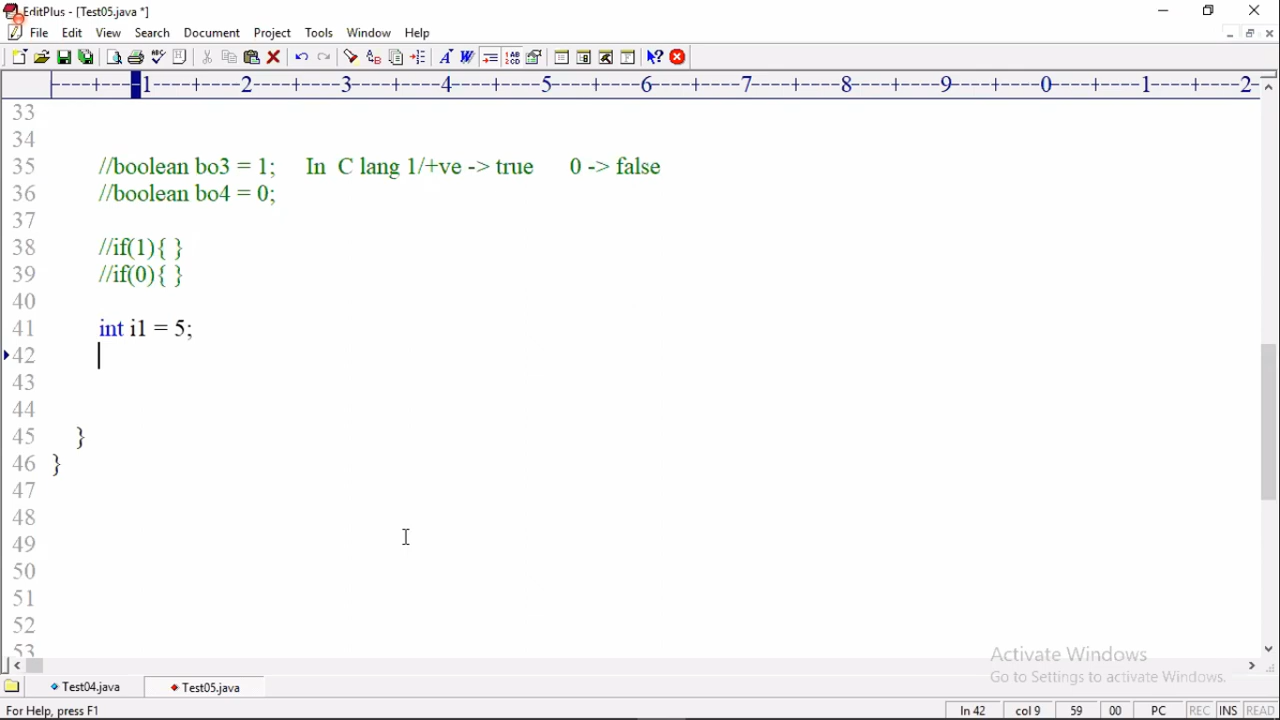 EditPlus - [Test05.java *]
File Edit View Search Document Project Tools Window Help
----+----1----+----2----+----3----+----4----+----5----+----6----+----7----+----8----+----9----+----0----+----1----+----2-
33
34
35 //boolean bo3 = 1; In C lang 1/+ve -> true 0 -> false
36 //boolean bo4 = 0;
37
38 //if(1){ }
39 //if(0){ }
40
41 int i1 = 5;
42
43
44
45 }
46 }
47
48
49
50
51
52
53
Activate Windows
Go to Settings to activate Windows.
Test04.java Test05.java
For Help, press F1 ln 42 col 9 59 00 PC REC INS READ